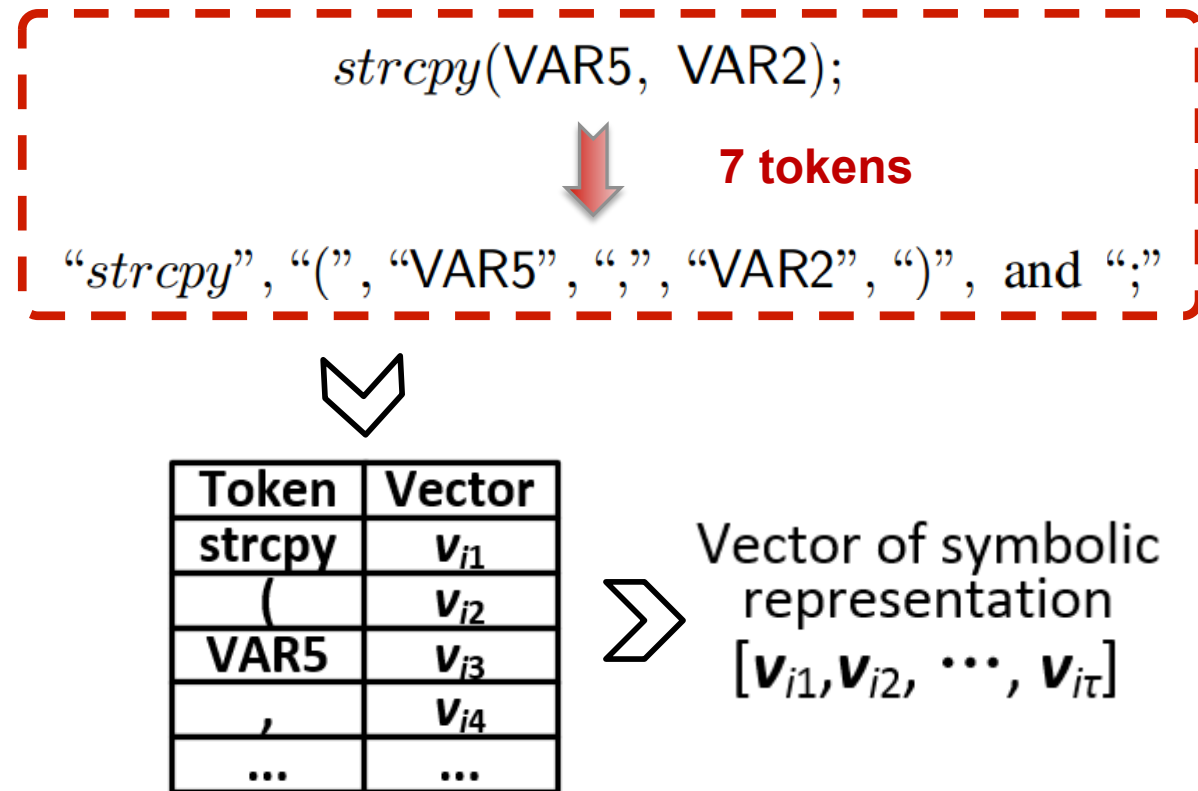 strcpy(VAR5, VAR2);
7 tokens
“strcpy”, “(”, “VAR5”, “,”, “VAR2”, “)”, and “;”
Token Vector
strcpy vi1
( vi2
VAR5 vi3
, vi4
... ...
Vector of symbolic
representation
[vi1,vi2, ···, viτ]